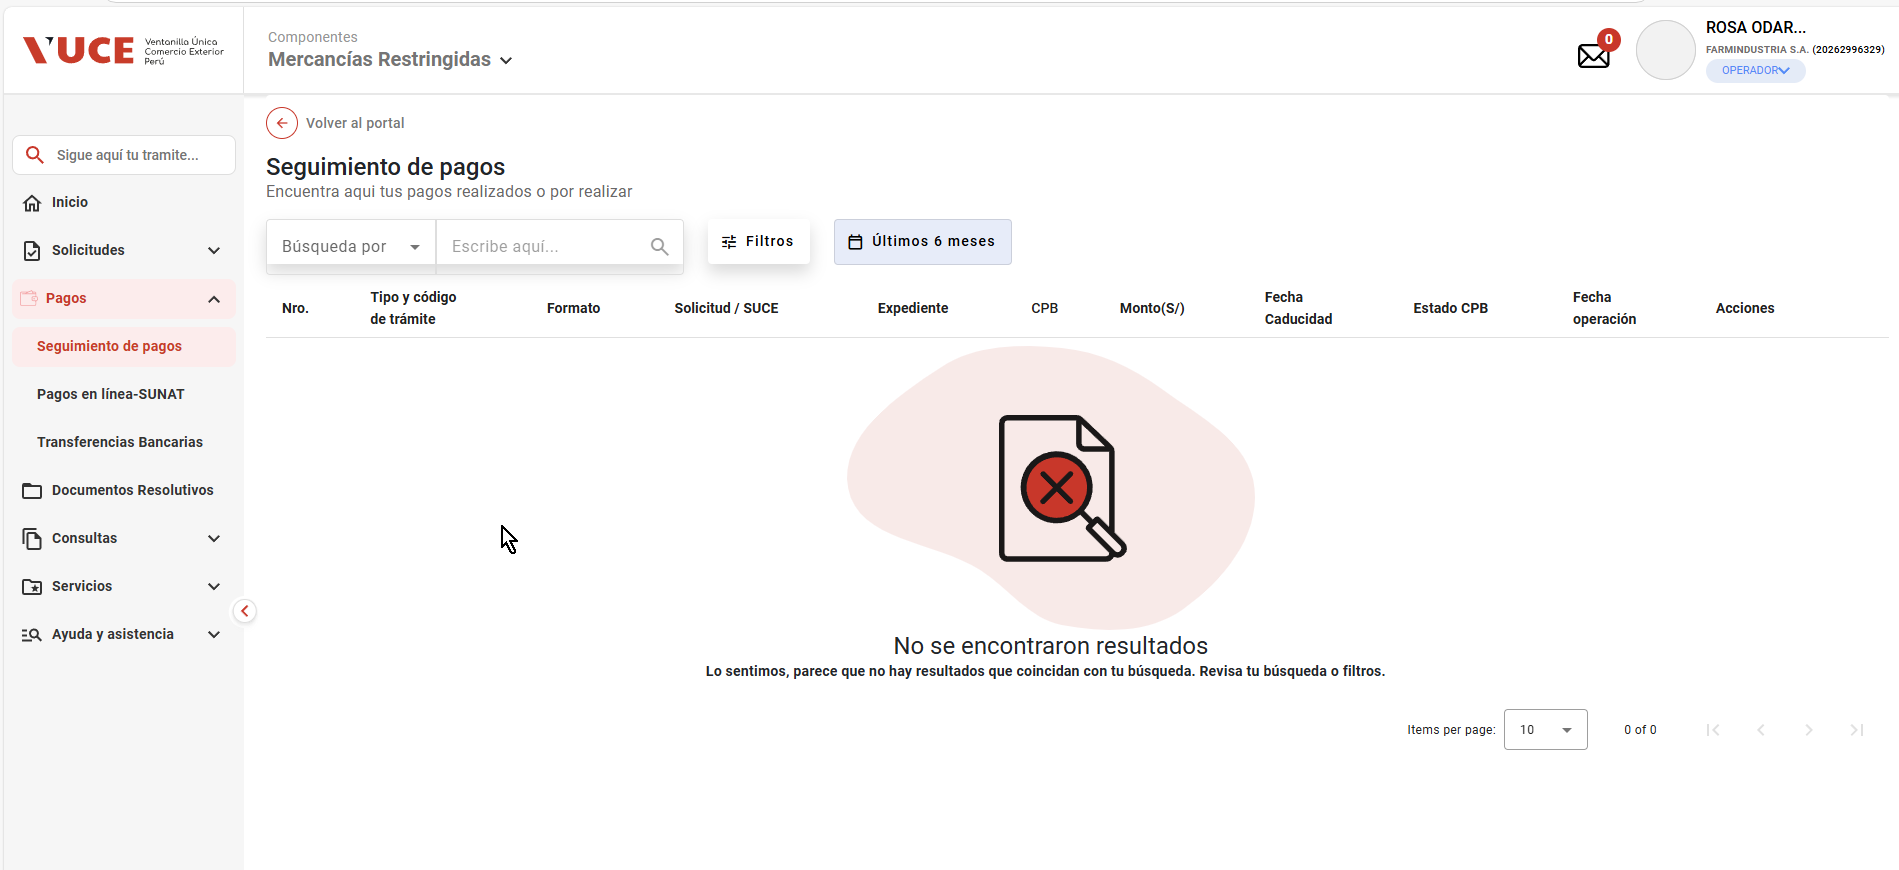 VUCE
Ventanilla Única
Comercio Exterior
Perú
Componentes
Mercancías Restringidas
0
ROSA ODAR...
FARMINDUSTRIA S.A. (20262996329)
OPERADOR
Sigue aquí tu tramite...
Inicio
Solicitudes
Pagos
Seguimiento de pagos
Pagos en línea-SUNAT
Transferencias Bancarias
Documentos Resolutivos
Consultas
Servicios
Ayuda y asistencia
Volver al portal
Seguimiento de pagos
Encuentra aqui tus pagos realizados o por realizar
Búsqueda por
Escribe aquí...
Filtros
Últimos 6 meses
Nro.
Tipo y código
de trámite
Formato
Solicitud / SUCE
Expediente
CPB
Monto(S/)
Fecha
Caducidad
Estado CPB
Fecha
operación
Acciones
No se encontraron resultados
Lo sentimos, parece que no hay resultados que coincidan con tu búsqueda. Revisa tu búsqueda o filtros.
Items per page:
10
0 of 0